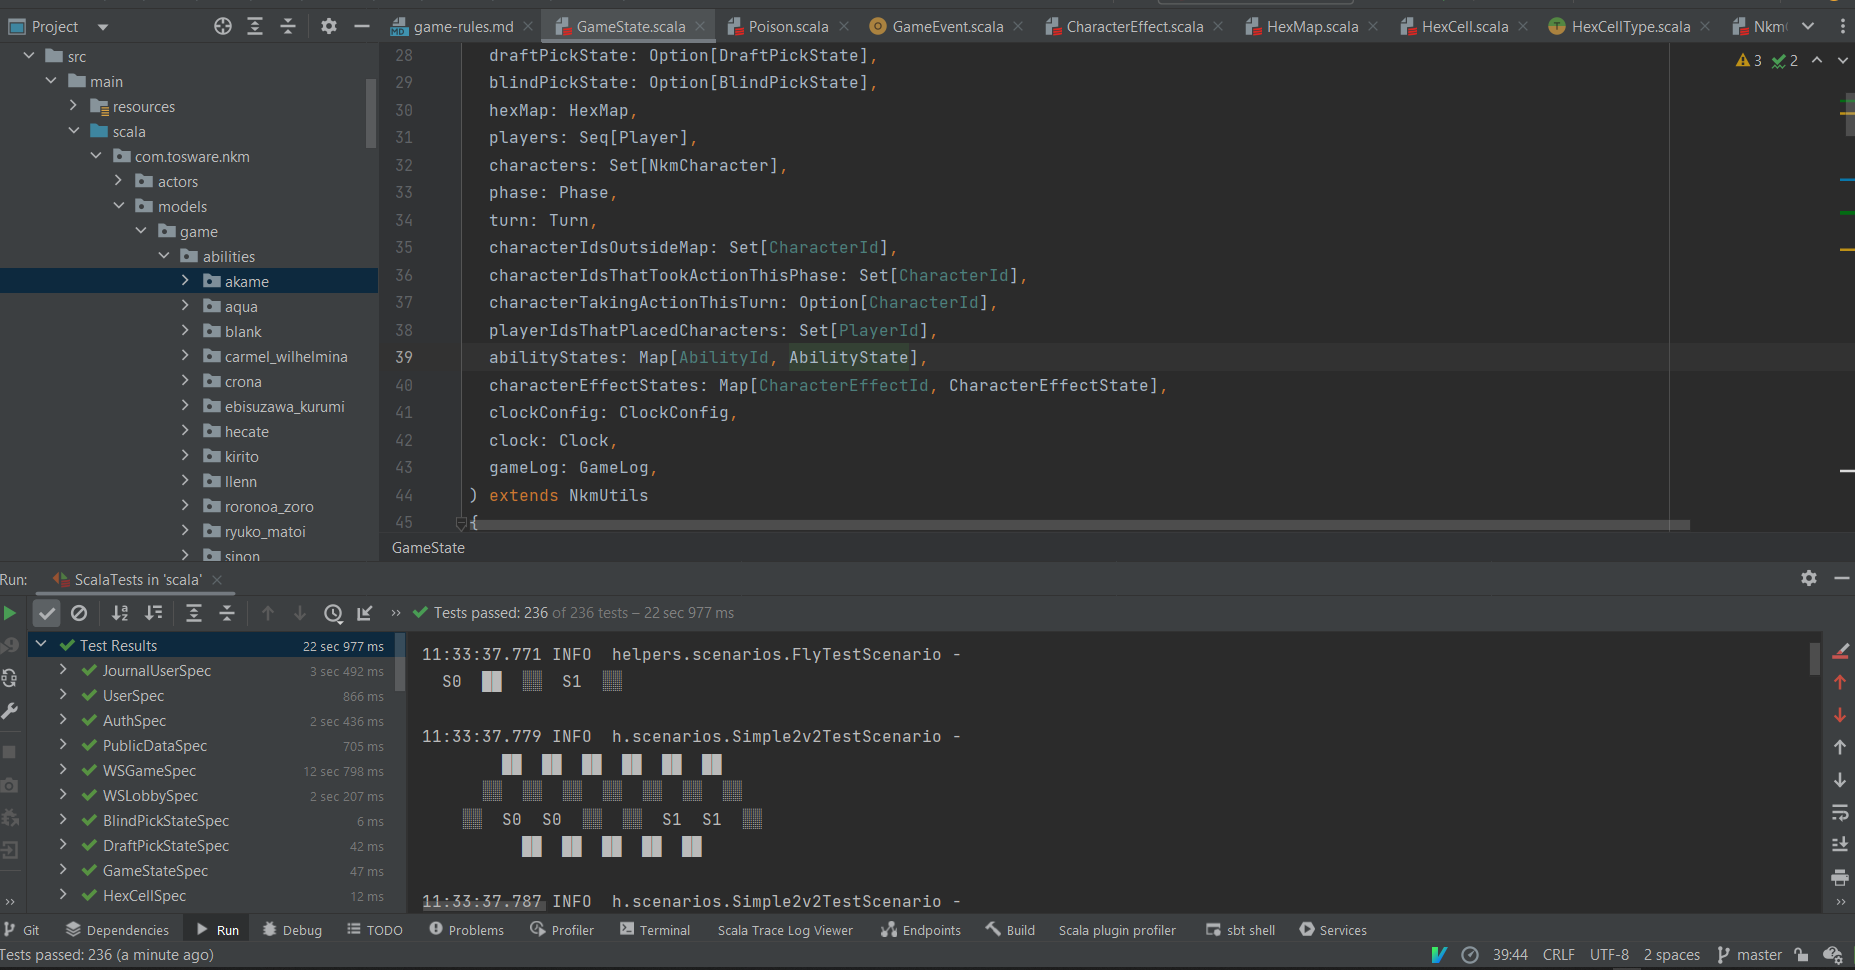 Project
game-rules.md
GameState.scala
Poison.scala
GameEvent.scala
CharacterEffect.scala
HexMap.scala
HexCell.scala
HexCellType.scala
Nkm
src
main
resources
scala
com.tosware.nkm
actors
models
game
abilities
akame
aqua
blank
carmel_wilhelmina
crona
ebisuzawa_kurumi
hecate
kirito
llenn
roronoa_zoro
ryuko_matoi
sinon
28 draftPickState: Option[DraftPickState],
29 blindPickState: Option[BlindPickState],
30 hexMap: HexMap,
31 players: Seq[Player],
32 characters: Set[NkmCharacter],
33 phase: Phase,
34 turn: Turn,
35 characterIdsOutsideMap: Set[CharacterId],
36 characterIdsThatTookActionThisPhase: Set[CharacterId],
37 characterTakingActionThisTurn: Option[CharacterId],
38 playerIdsThatPlacedCharacters: Set[PlayerId],
39 abilityStates: Map[AbilityId, AbilityState],
40 characterEffectStates: Map[CharacterEffectId, CharacterEffectState],
41 clockConfig: ClockConfig,
42 clock: Clock,
43 gameLog: GameLog,
44 ) extends NkmUtils
45 {
3 2
GameState
Run: ScalaTests in 'scala'
Tests passed: 236 of 236 tests – 22 sec 977 ms
Test Results 22 sec 977 ms
JournalUserSpec 3 sec 492 ms
UserSpec 866 ms
AuthSpec 2 sec 436 ms
PublicDataSpec 705 ms
WSGameSpec 12 sec 798 ms
WSLobbySpec 2 sec 207 ms
BlindPickStateSpec 6 ms
DraftPickStateSpec 42 ms
GameStateSpec 47 ms
HexCellSpec 12 ms
11:33:37.771 INFO helpers.scenarios.FlyTestScenario -
S0 S1
11:33:37.779 INFO h.scenarios.Simple2v2TestScenario -
S0 S0 S1 S1
11:33:37.787 INFO h.scenarios.Simple2v2TestScenario -
Git
Dependencies
Run
Debug
TODO
Problems
Profiler
Terminal
Scala Trace Log Viewer
Endpoints
Build
Scala plugin profiler
sbt shell
Services
Tests passed: 236 (a minute ago)
39:44 CRLF UTF-8 2 spaces master